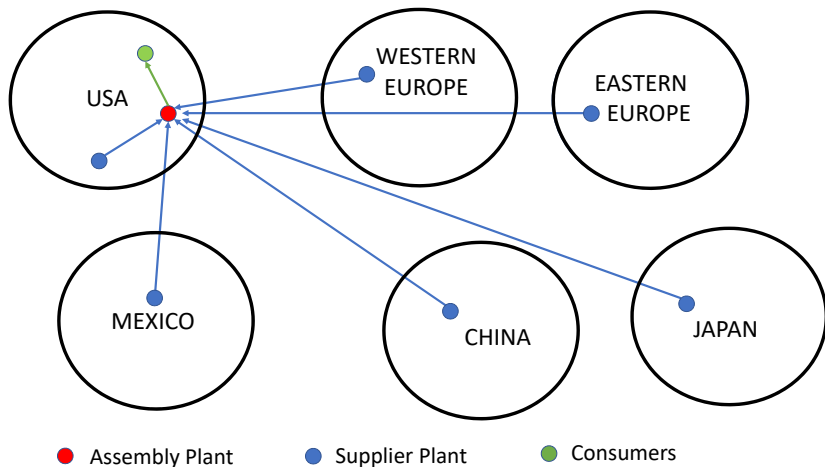 USA
WESTERN
EUROPE
EASTERN
EUROPE
MEXICO
CHINA
JAPAN
Assembly Plant
Supplier Plant
Consumers